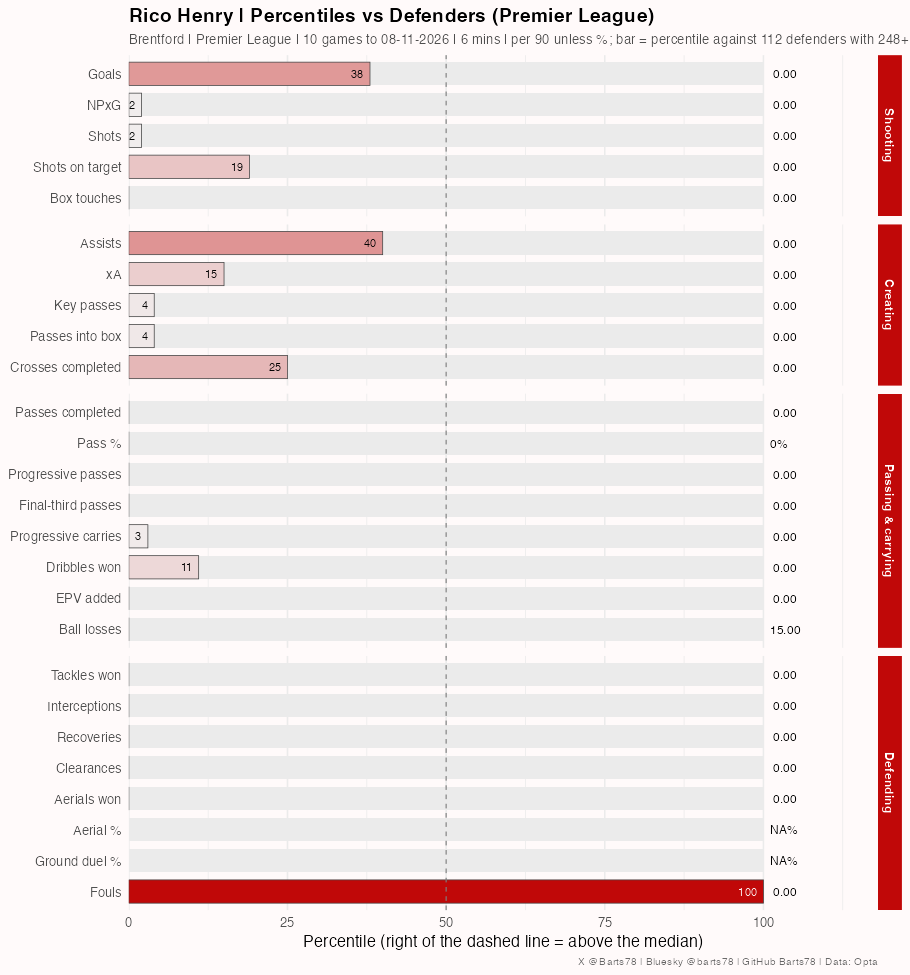 Rico Henry | Percentiles vs Defenders (Premier League)
Brentford | Premier League | 10 games to 08-11-2026 | 6 mins | per 90 unless %; bar = percentile against 112 defenders with 248+
Goals 38 0.00
NPxG 2 0.00
Shots 2 0.00
Shots on target 19 0.00
Box touches 0.00
Shooting
Assists 40 0.00
xA 15 0.00
Key passes 4 0.00
Passes into box 4 0.00
Crosses completed 25 0.00
Creating
Passes completed 0.00
Pass % 0%
Progressive passes 0.00
Final-third passes 0.00
Progressive carries 3 0.00
Dribbles won 11 0.00
EPV added 0.00
Ball losses 15.00
Passing & carrying
Tackles won 0.00
Interceptions 0.00
Recoveries 0.00
Clearances 0.00
Aerials won 0.00
Aerial % NA%
Ground duel % NA%
Fouls 100 0.00
Defending
0 25 50 75 100
Percentile (right of the dashed line = above the median)
X @Barts78 | Bluesky @barts78 | GitHub Barts78 | Data: Opta